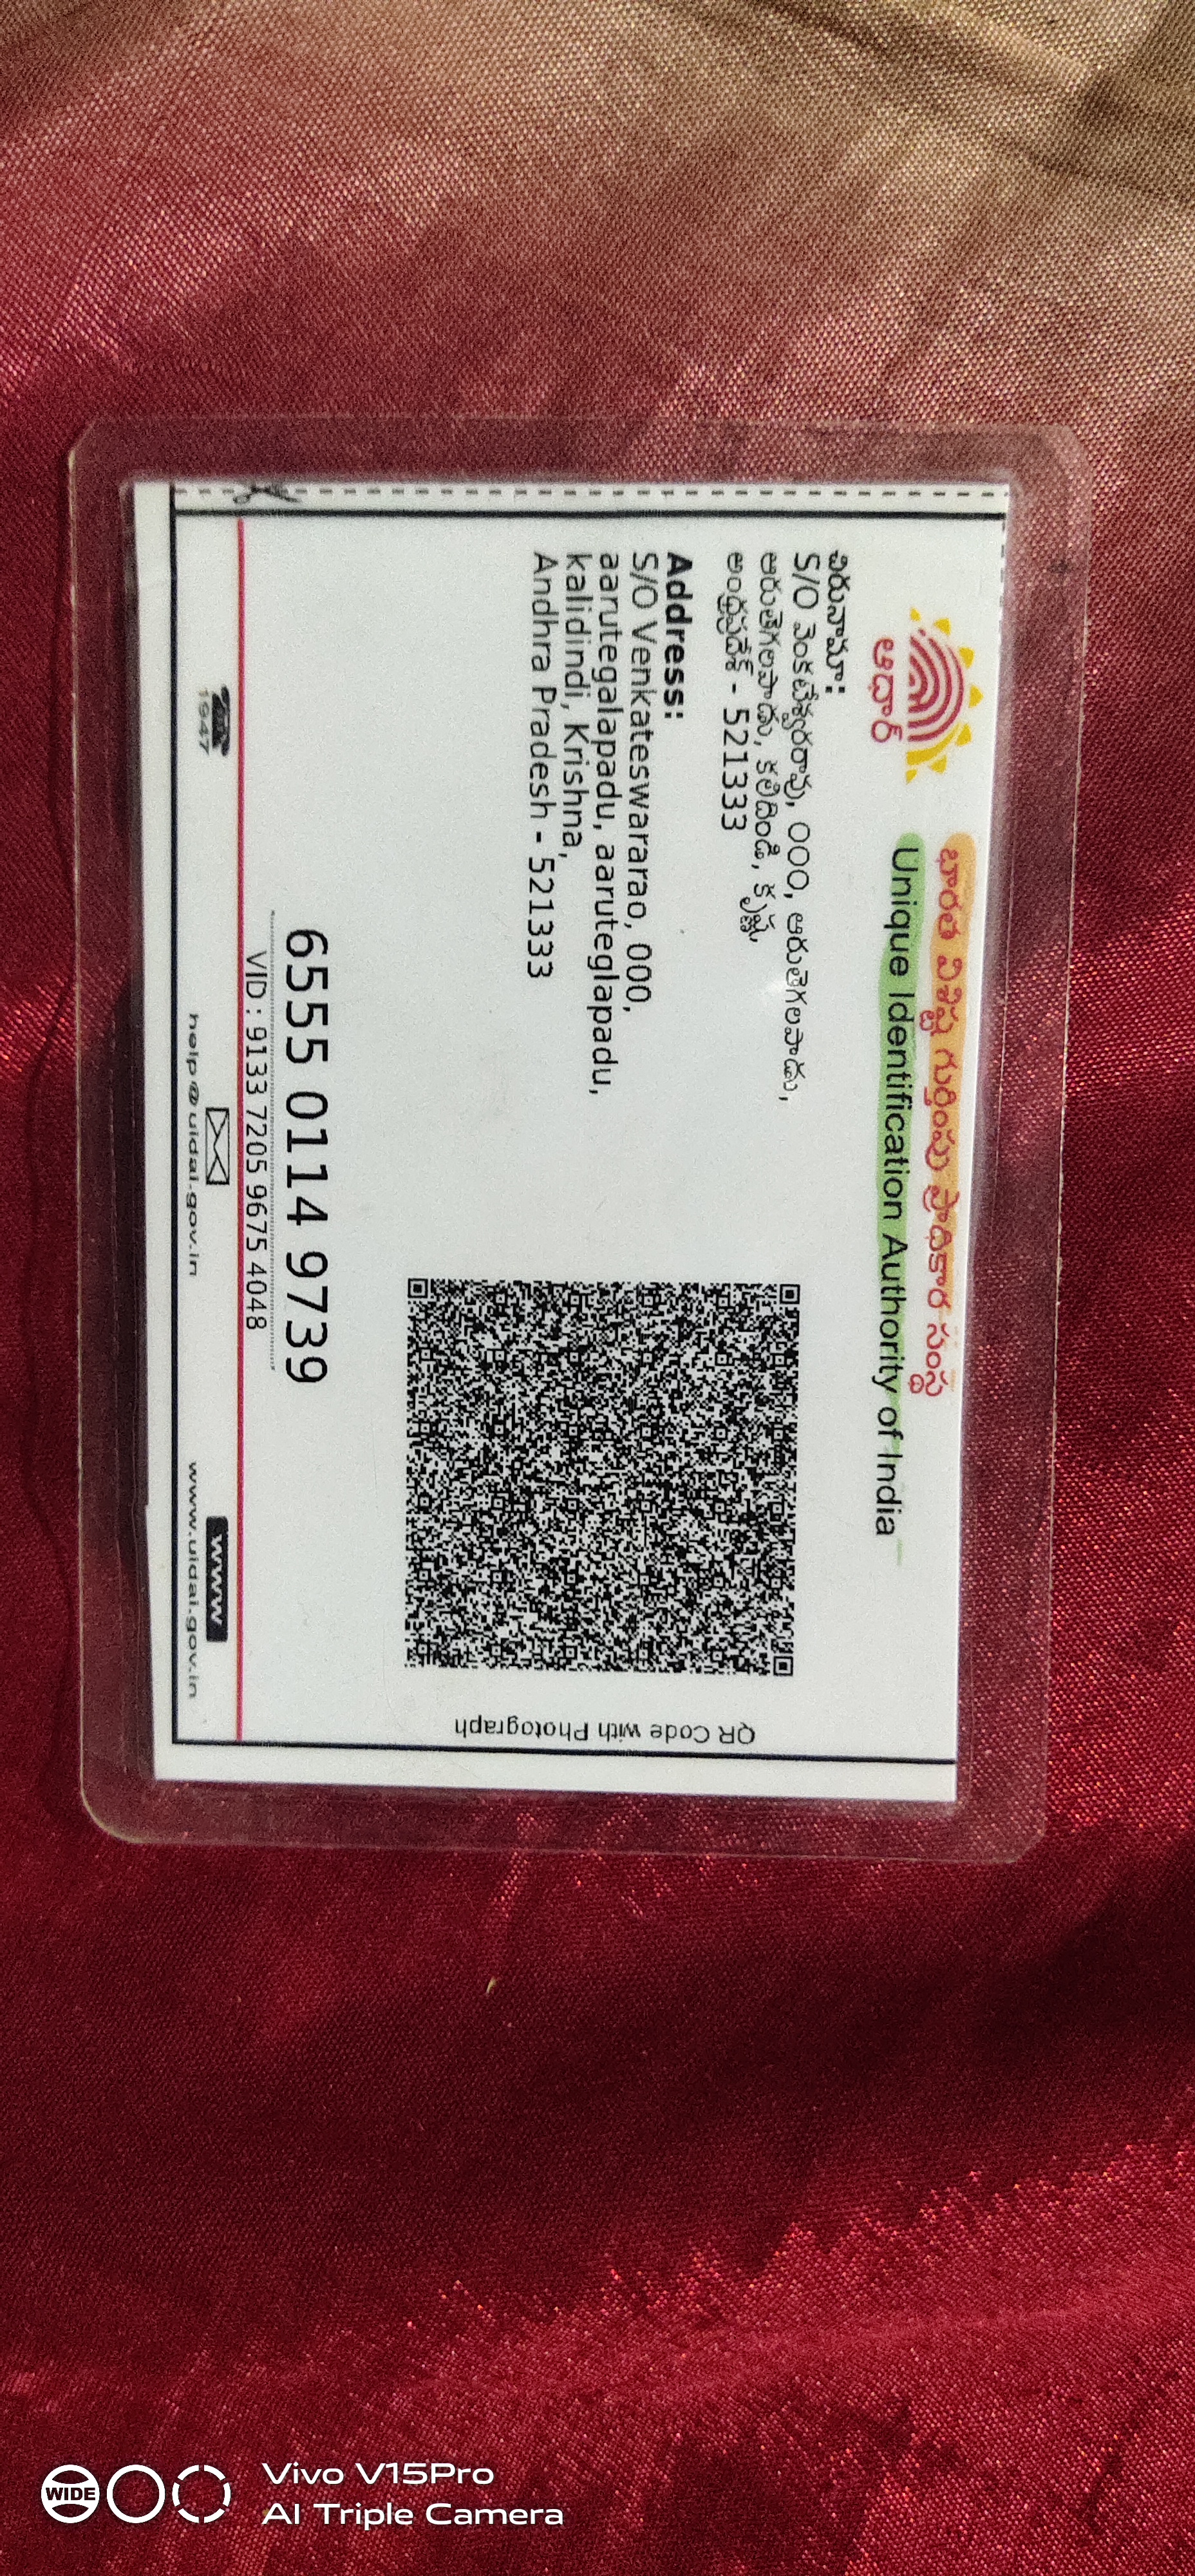 భారత విశిష్ట గుర్తింపు ప్రాధికార సంస్థ
Unique Identification Authority of India
ఆధార్
చిరునామా:
S/O వెంకటేశ్వరరావు, 000, ఆరుతెగలపాడు,
ఆరుతెగలపాడు, కలిదిండి, క్రిష్ణ,
ఆంధ్రప్రదేశ్ - 521333
Address:
S/O Venkateswararao, 000,
aarutegalapadu, aaruteglapadu,
kalidindi, Krishna,
Andhra Pradesh - 521333
QR Code with Photograph
6555 0114 9739
VID : 9133 7205 9675 4048
1947
help@uidai.gov.in
www
www.uidai.gov.in
WIDE
Vivo V15Pro
AI Triple Camera